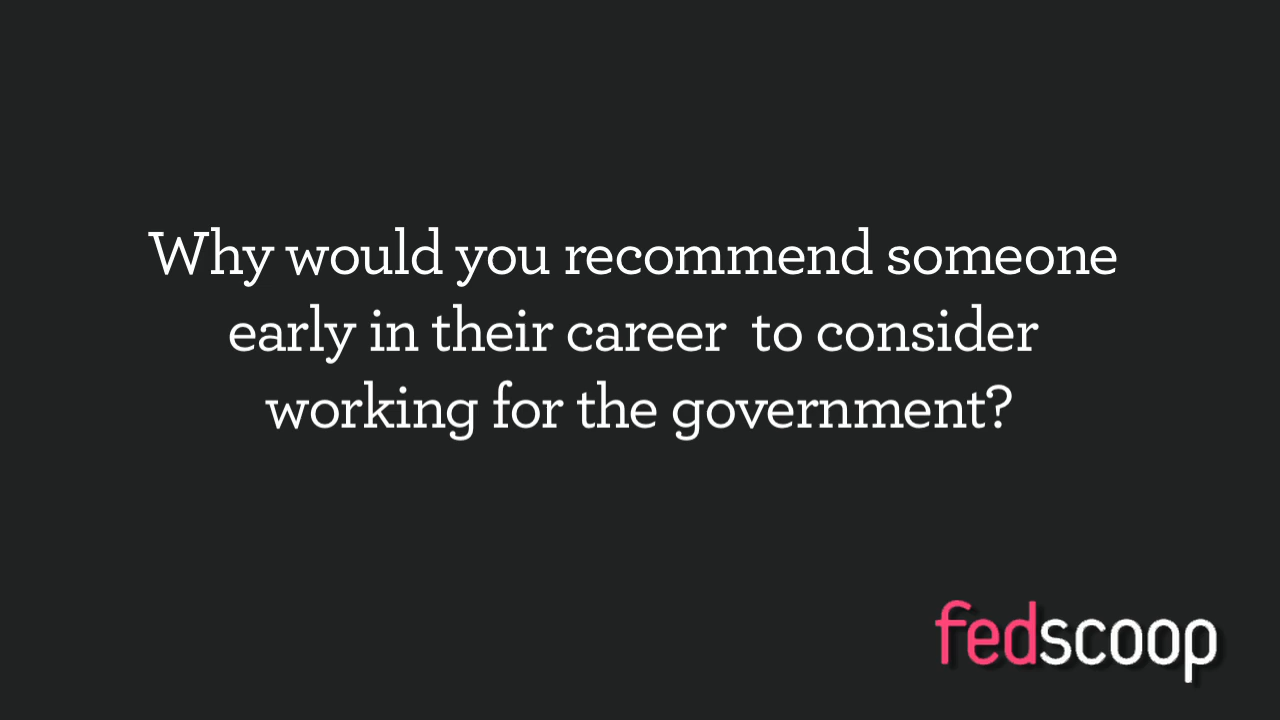 Why would you recommend someone
early in their career  to consider
working for the government?
fedscoop